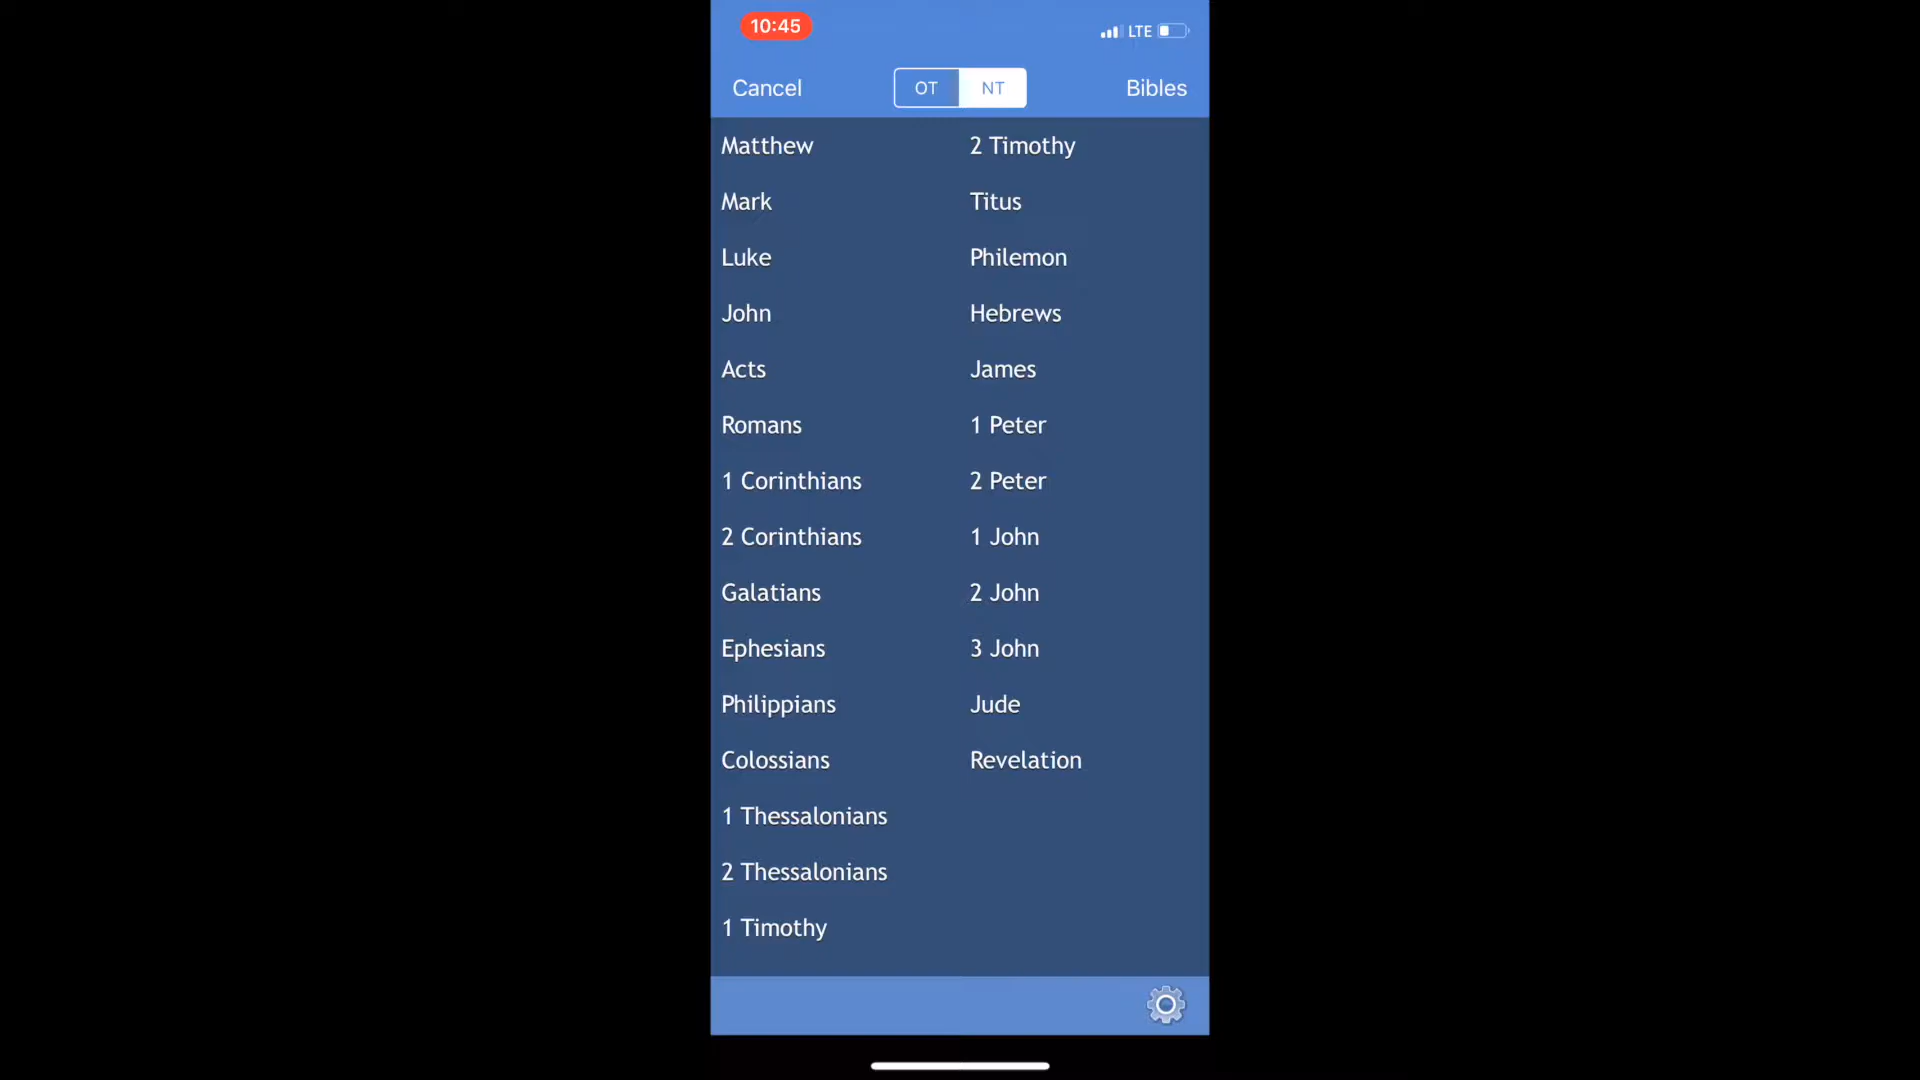 10:45
LTE
Cancel
OT
NT
Bibles
Matthew
Mark
Luke
John
Acts
Romans
1 Corinthians
2 Corinthians
Galatians
Ephesians
Philippians
Colossians
1 Thessalonians
2 Thessalonians
1 Timothy
2 Timothy
Titus
Philemon
Hebrews
James
1 Peter
2 Peter
1 John
2 John
3 John
Jude
Revelation